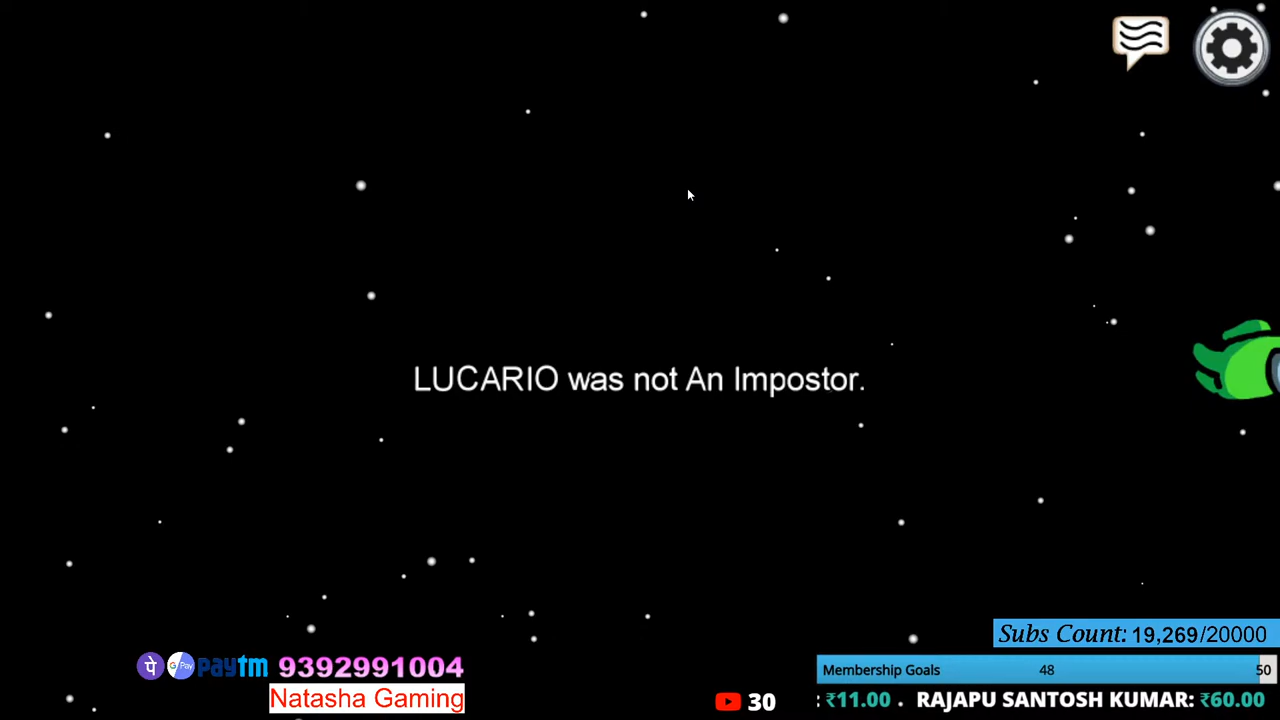 LUCARIO was not An Impostor.
Subs Count: 19,269/20000
पे G Pay paytm 9392991004
Membership Goals 48 50
Natasha Gaming
30
: ₹11.00 . RAJAPU SANTOSH KUMAR: ₹60.00